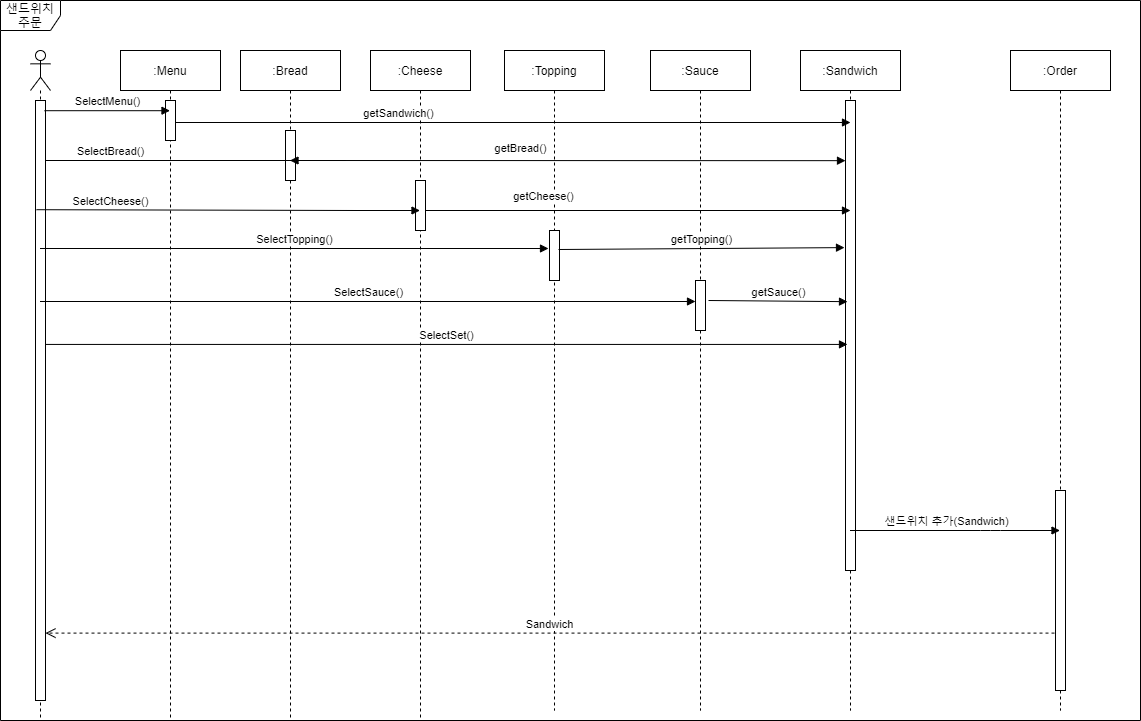 샌드위치
주문
:Menu
:Bread
:Cheese
:Topping
:Sauce
:Sandwich
:Order
SelectMenu()
getSandwich()
SelectBread()
getBread()
SelectCheese()
getCheese()
SelectTopping()
getTopping()
SelectSauce()
getSauce()
SelectSet()
샌드위치 추가(Sandwich)
Sandwich